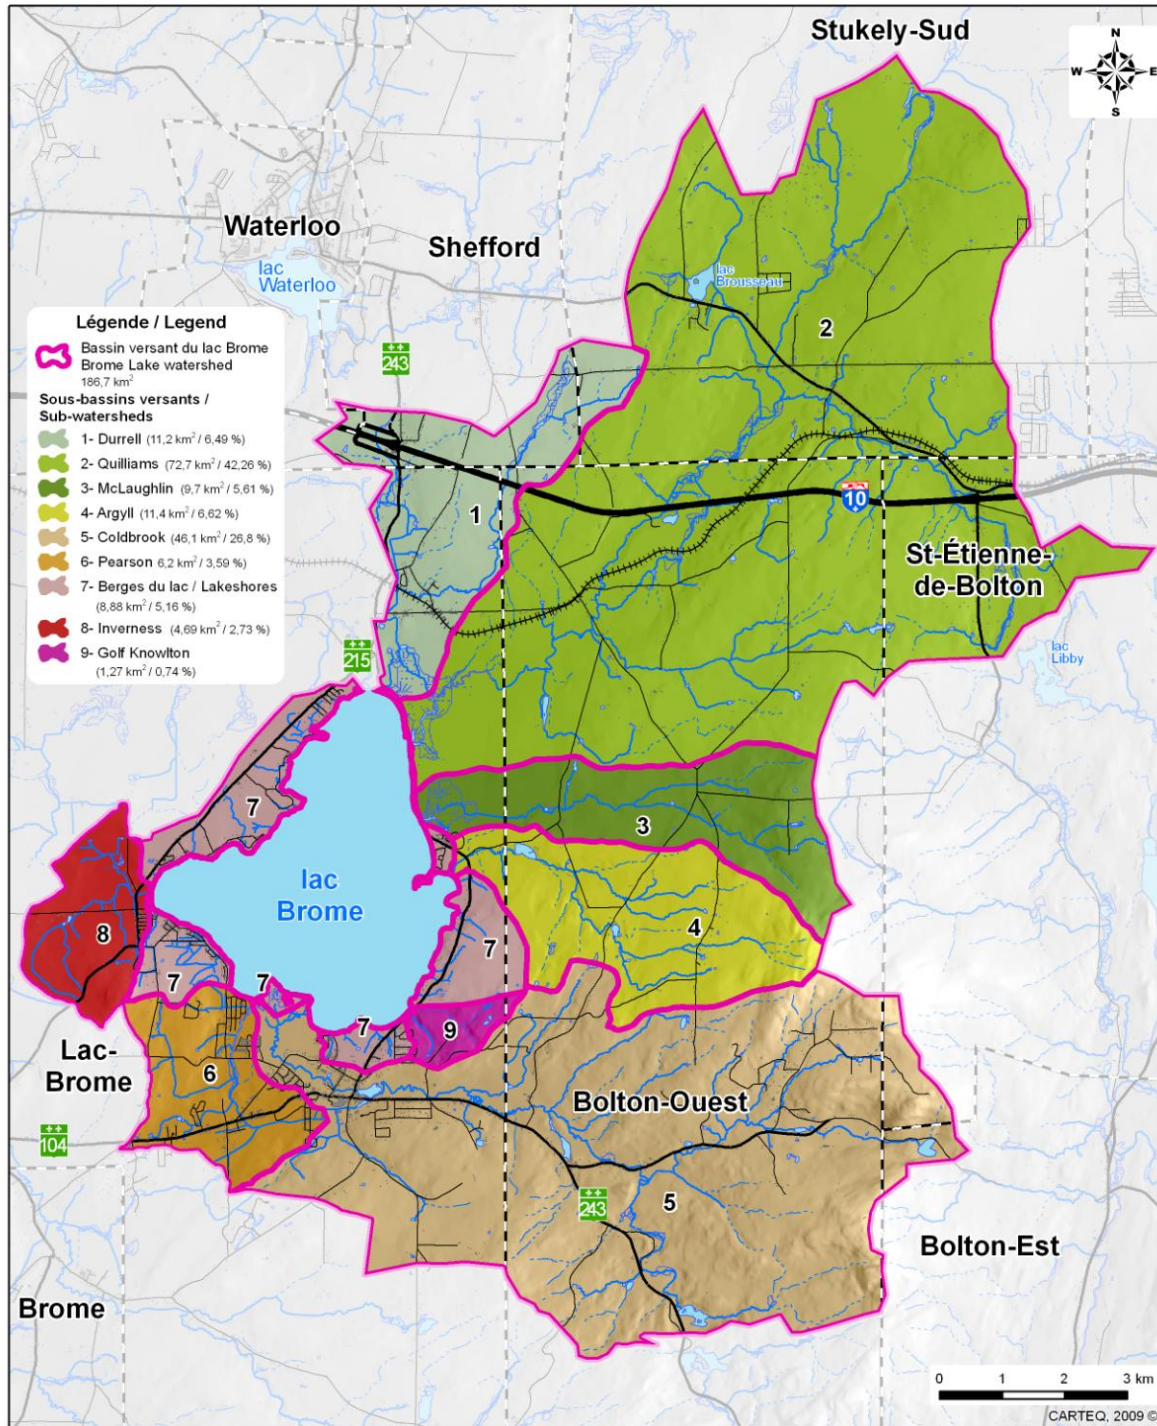 Stukely-Sud
N
W E
S
Waterloo
lac
Waterloo
Shefford
lac
Brousseau
2
Légende / Legend
Bassin versant du lac Brome
Brome Lake watershed
186,7 km²
Sous-bassins versants /
Sub-watersheds
1- Durrell (11,2 km² / 6,49 %)
2- Quilliams (72,7 km² / 42,26 %)
3- McLaughlin (9,7 km² / 5,61 %)
4- Argyll (11,4 km² / 6,62 %)
5- Coldbrook (46,1 km² / 26,8 %)
6- Pearson 6,2 km² / 3,59 %)
7- Berges du lac / Lakeshores
(8,88 km² / 5,16 %)
8- Inverness (4,69 km² / 2,73 %)
9- Golf Knowlton
(1,27 km² / 0,74 %)
243
1
10
St-Étienne-
de-Bolton
215
lac
Libby
7
3
lac
Brome
8
4
7
7
7
7
9
Lac-
Brome
6
Bolton-Ouest
104
243
5
Bolton-Est
Brome
0 1 2 3 km
CARTEQ, 2009 ©